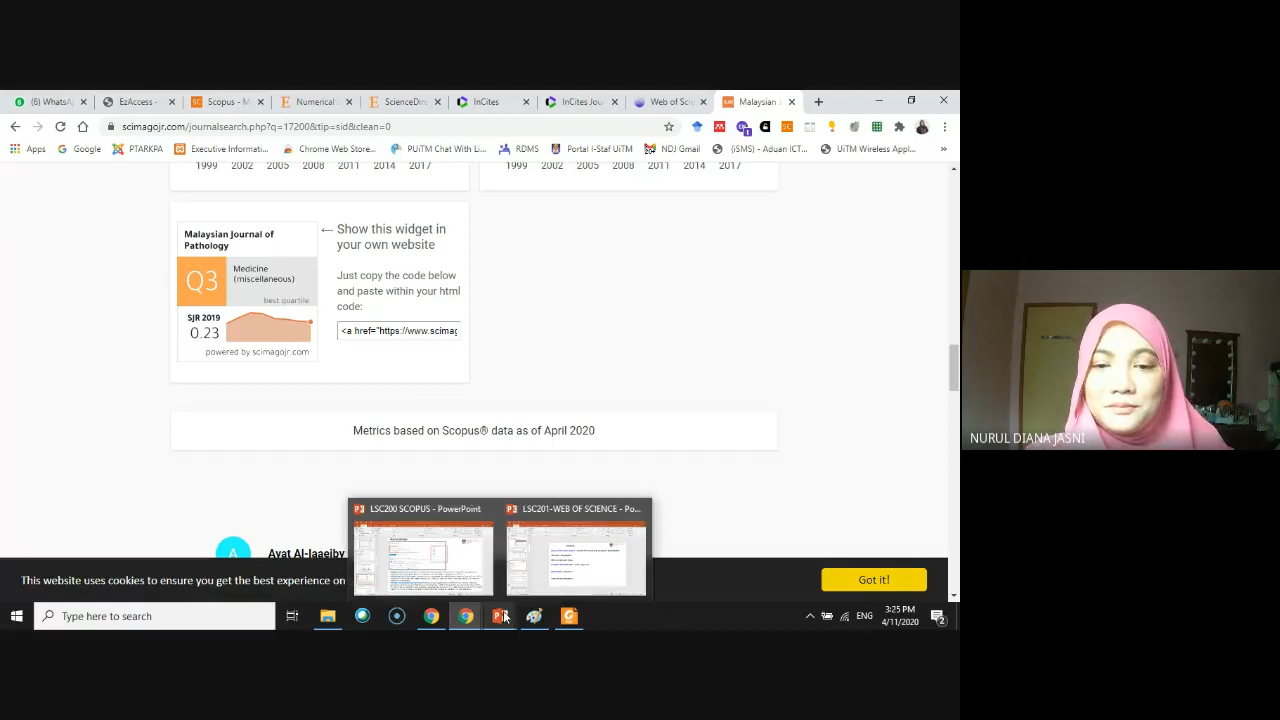 (6) WhatsA
EzAccess -
Scopus - M
Numerical
ScienceDire
InCites
InCites Jou
Web of Scie
Malaysian J
scimagojr.com/journalsearch.php?q=17200&tip=sid&clean=0
Apps
Google
PTARKPA
Executive Informati...
Chrome Web Store...
PUiTM Chat With Li...
RDMS
Portal I-Staf UiTM
NDJ Gmail
(iSMS) - Aduan ICT...
UiTM Wireless Appl...
»
1999 2002 2005 2008 2011 2014 2017
1999 2002 2005 2008 2011 2014 2017
Malaysian Journal of
Pathology
Q3
Medicine
(miscellaneous)
best quartile
SJR 2019
0.23
powered by scimagojr.com
← Show this widget in
your own website
Just copy the code below
and paste within your html
code:
<a href="https://www.scimag
Metrics based on Scopus® data as of April 2020
A
Ayat Al-laaeiby
LSC200 SCOPUS - PowerPoint
LSC201-WEB OF SCIENCE - Po...
This website uses cookies to ensure you get the best experience on
Got it!
Type here to search
ENG
3:25 PM
4/11/2020
2
NURUL DIANA JASNI